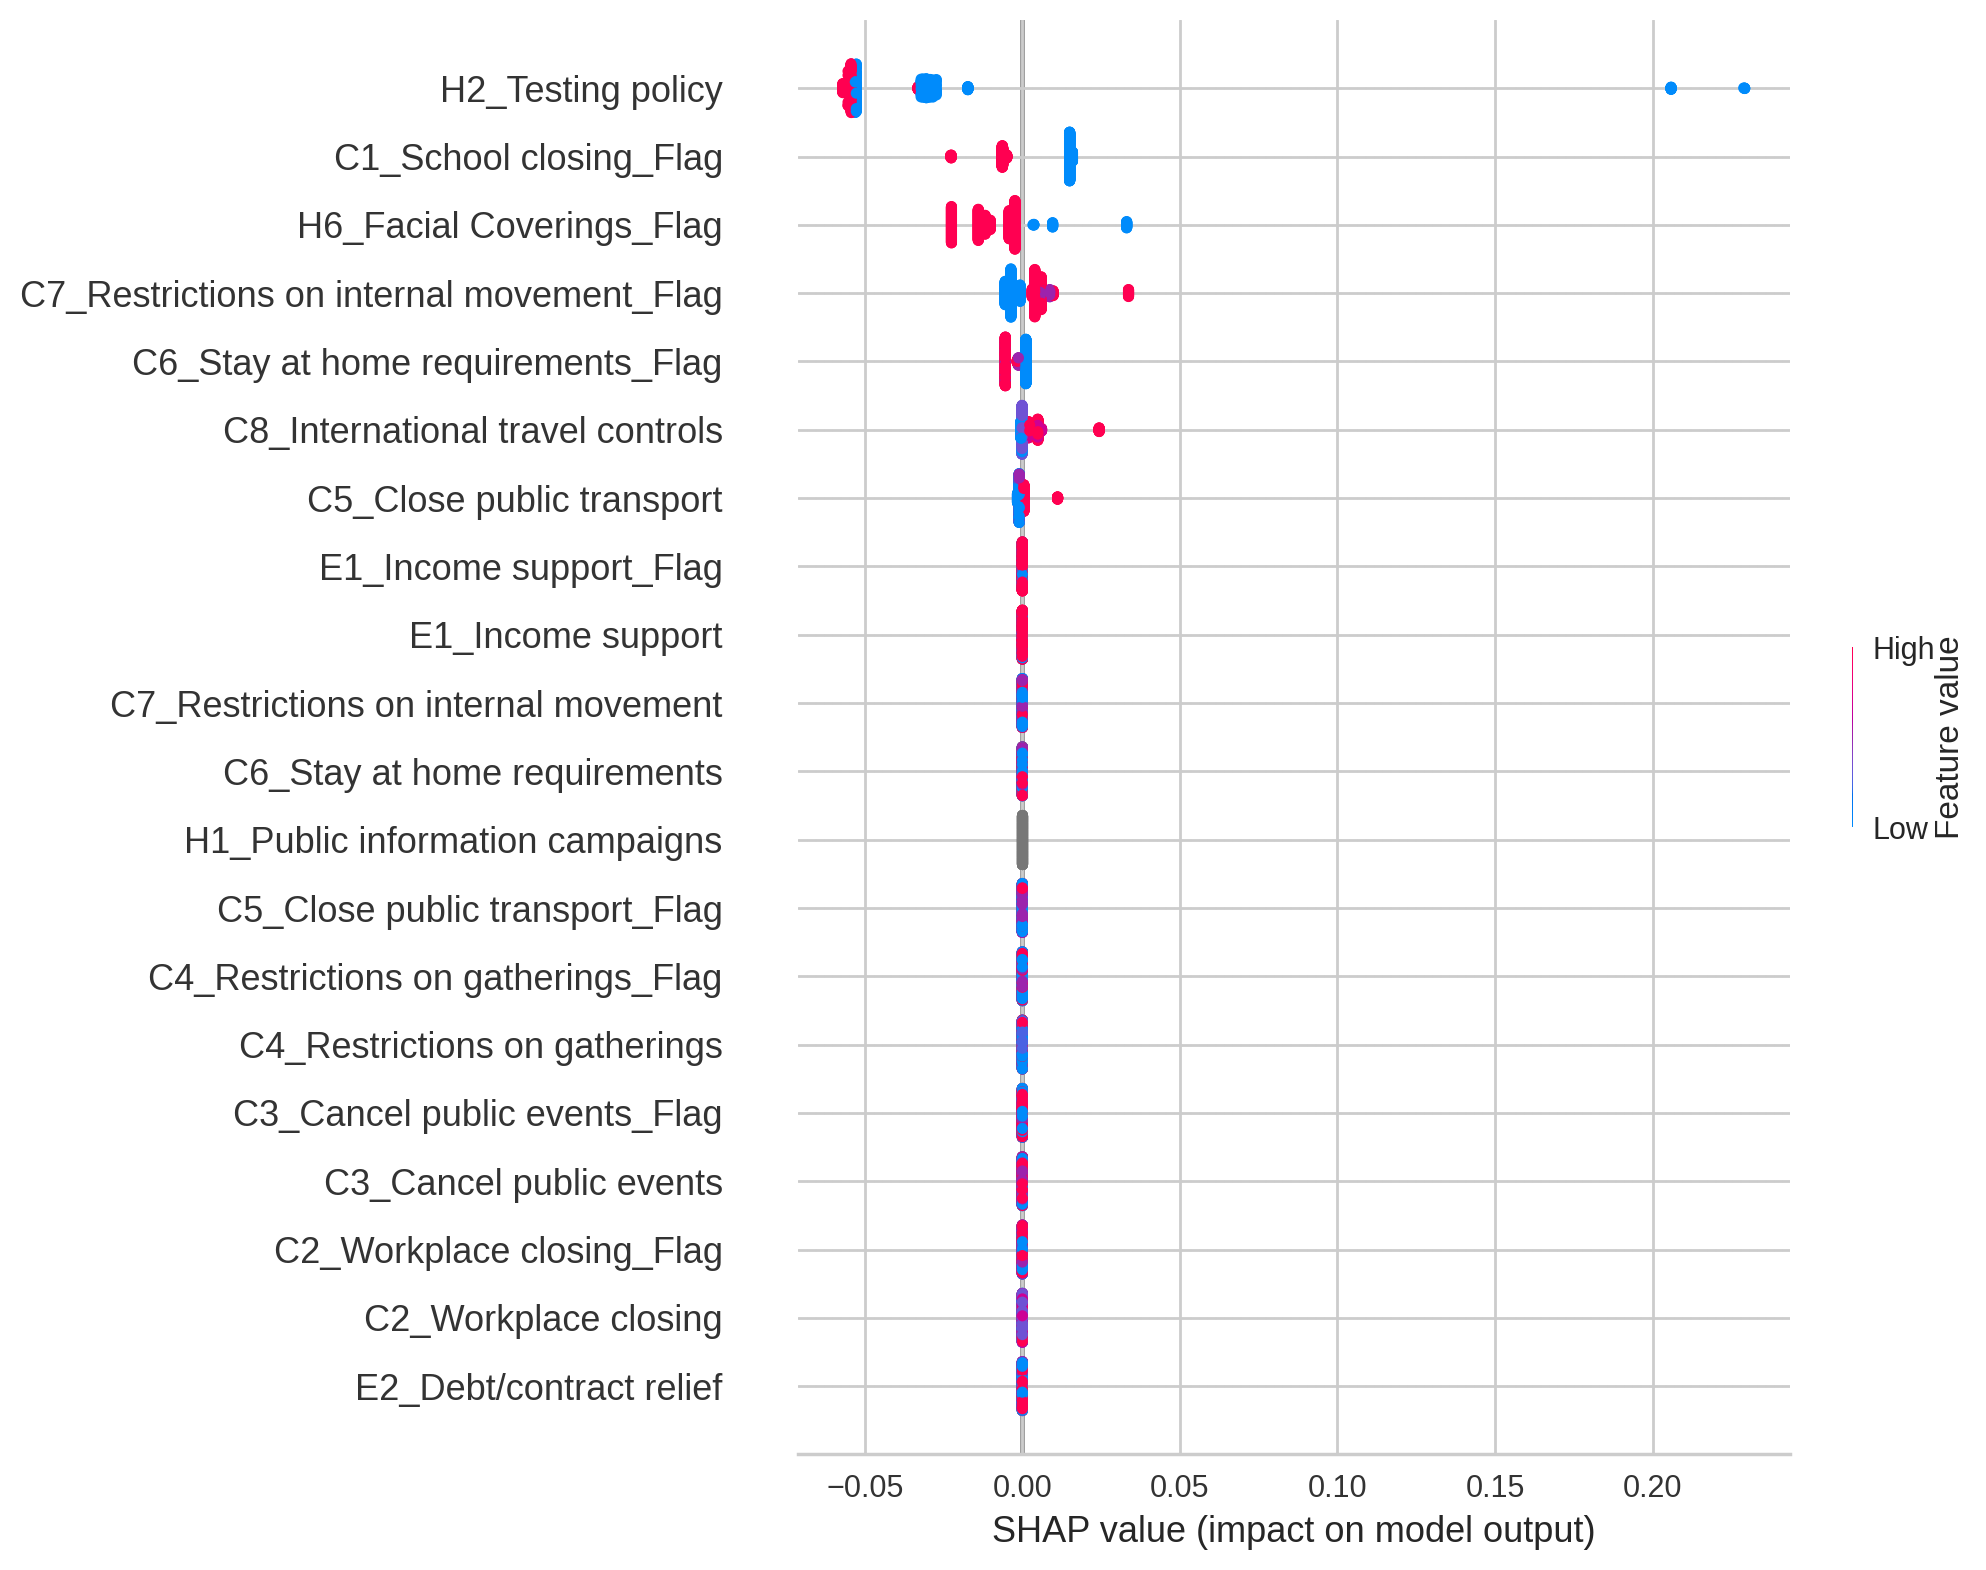 H2_Testing policy
C1_School closing_Flag
H6_Facial Coverings_Flag
C7_Restrictions on internal movement_Flag
C6_Stay at home requirements_Flag
C8_International travel controls
C5_Close public transport
E1_Income support_Flag
E1_Income support
C7_Restrictions on internal movement
C6_Stay at home requirements
H1_Public information campaigns
C5_Close public transport_Flag
C4_Restrictions on gatherings_Flag
C4_Restrictions on gatherings
C3_Cancel public events_Flag
C3_Cancel public events
C2_Workplace closing_Flag
C2_Workplace closing
E2_Debt/contract relief
−0.05 0.00 0.05 0.10 0.15 0.20
SHAP value (impact on model output)
High
Low
Feature value